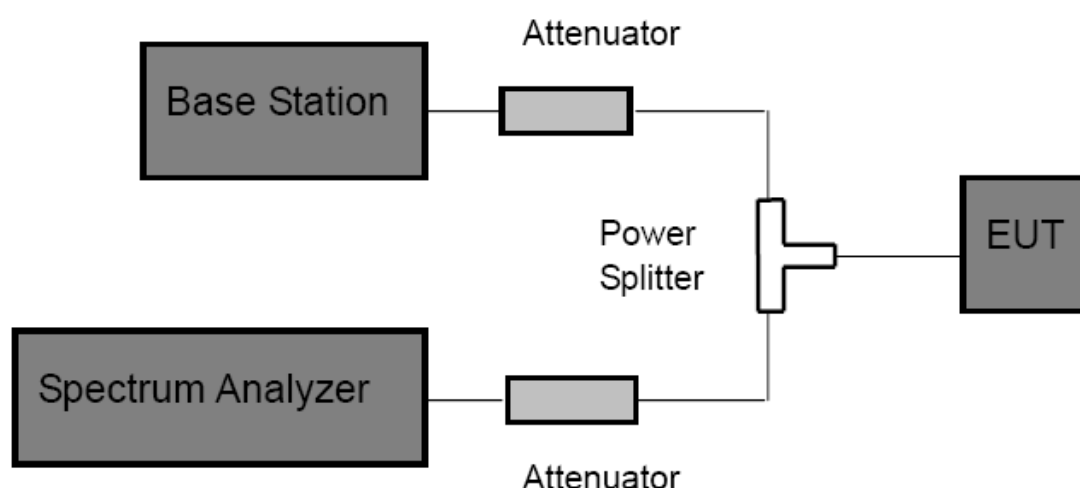 Attenuator
Base Station
Power
Splitter
EUT
Spectrum Analyzer
Attenuator